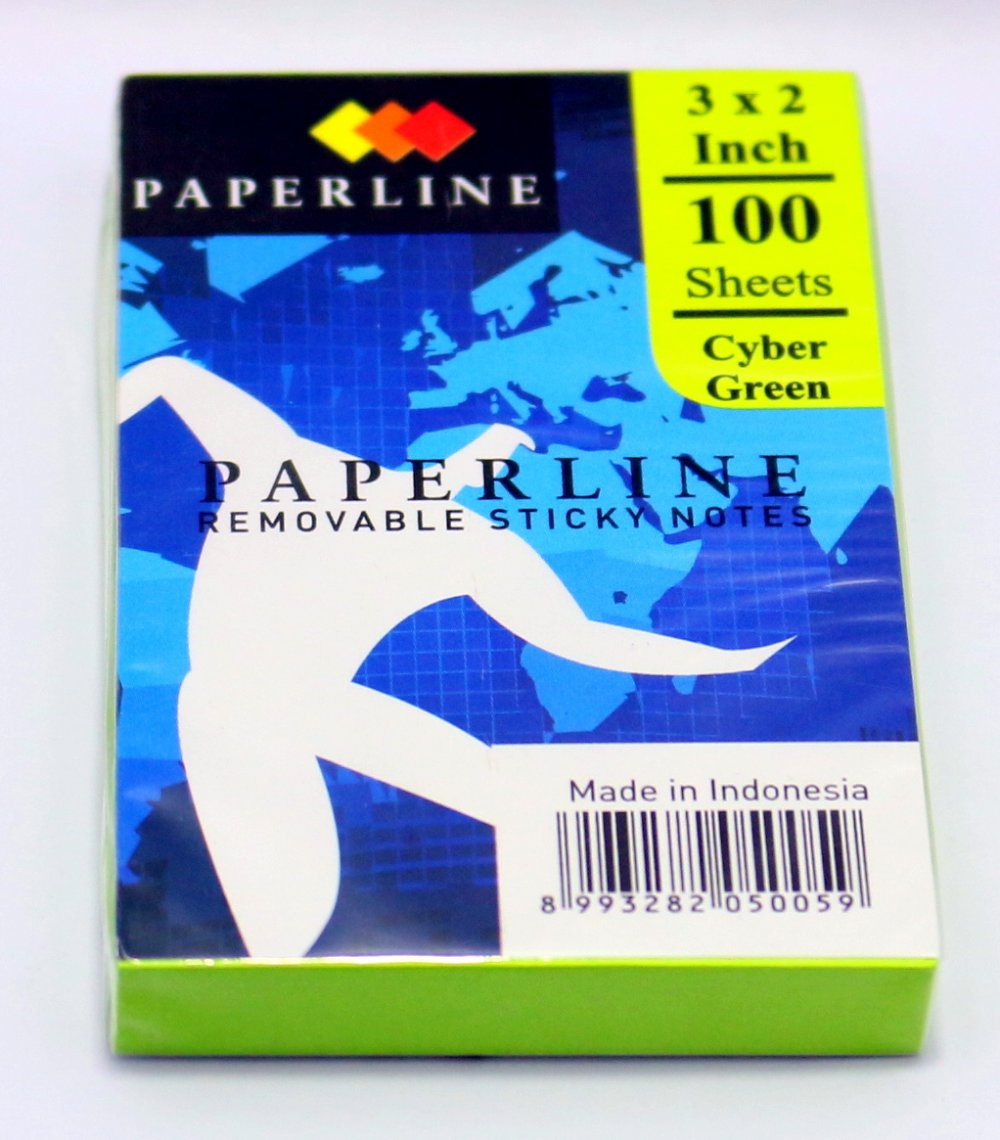 PAPERLINE
3 x 2
Inch
100
Sheets
Cyber
Green
PAPERLINE
REMOVABLE STICKY NOTES
Made in Indonesia
8 993282 050059